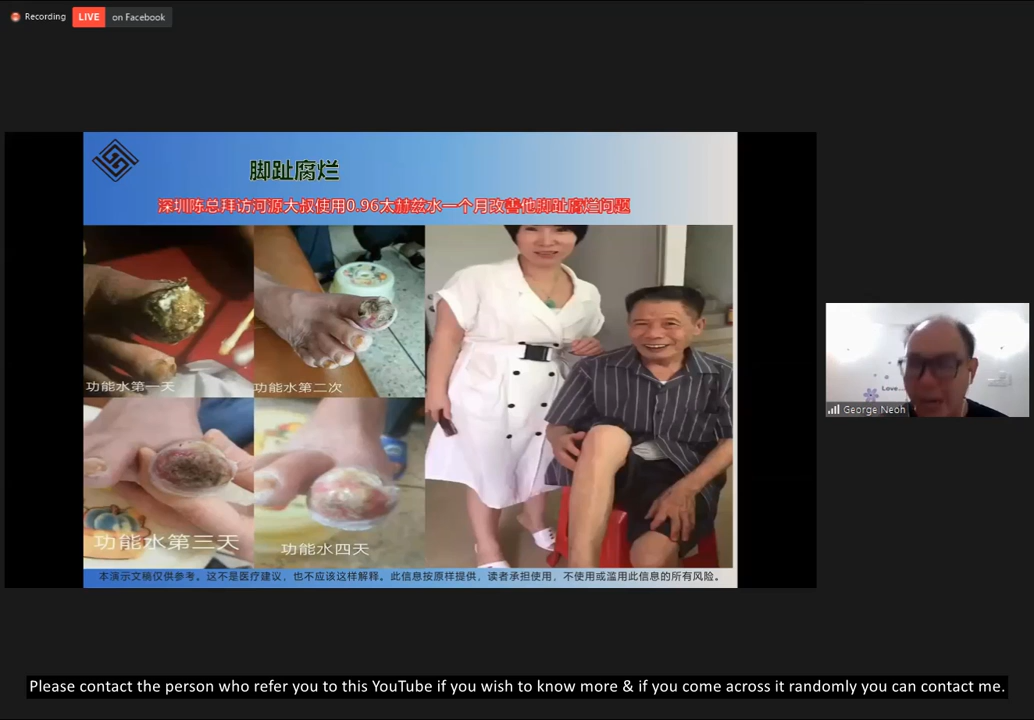 Recording LIVE on Facebook
脚趾腐烂
深圳陈总拜访河源大叔使用0.96太赫兹水一个月改善他脚趾腐烂问题
功能水第一天
功能水第二次
功能水第三天
功能水四天
本演示文稿仅供参考。这不是医疗建议，也不应该这样解释。此信息按原样提供，读者承担使用，不使用或滥用此信息的所有风险。
Love...
George Neoh
Please contact the person who refer you to this YouTube if you wish to know more & if you come across it randomly you can contact me.